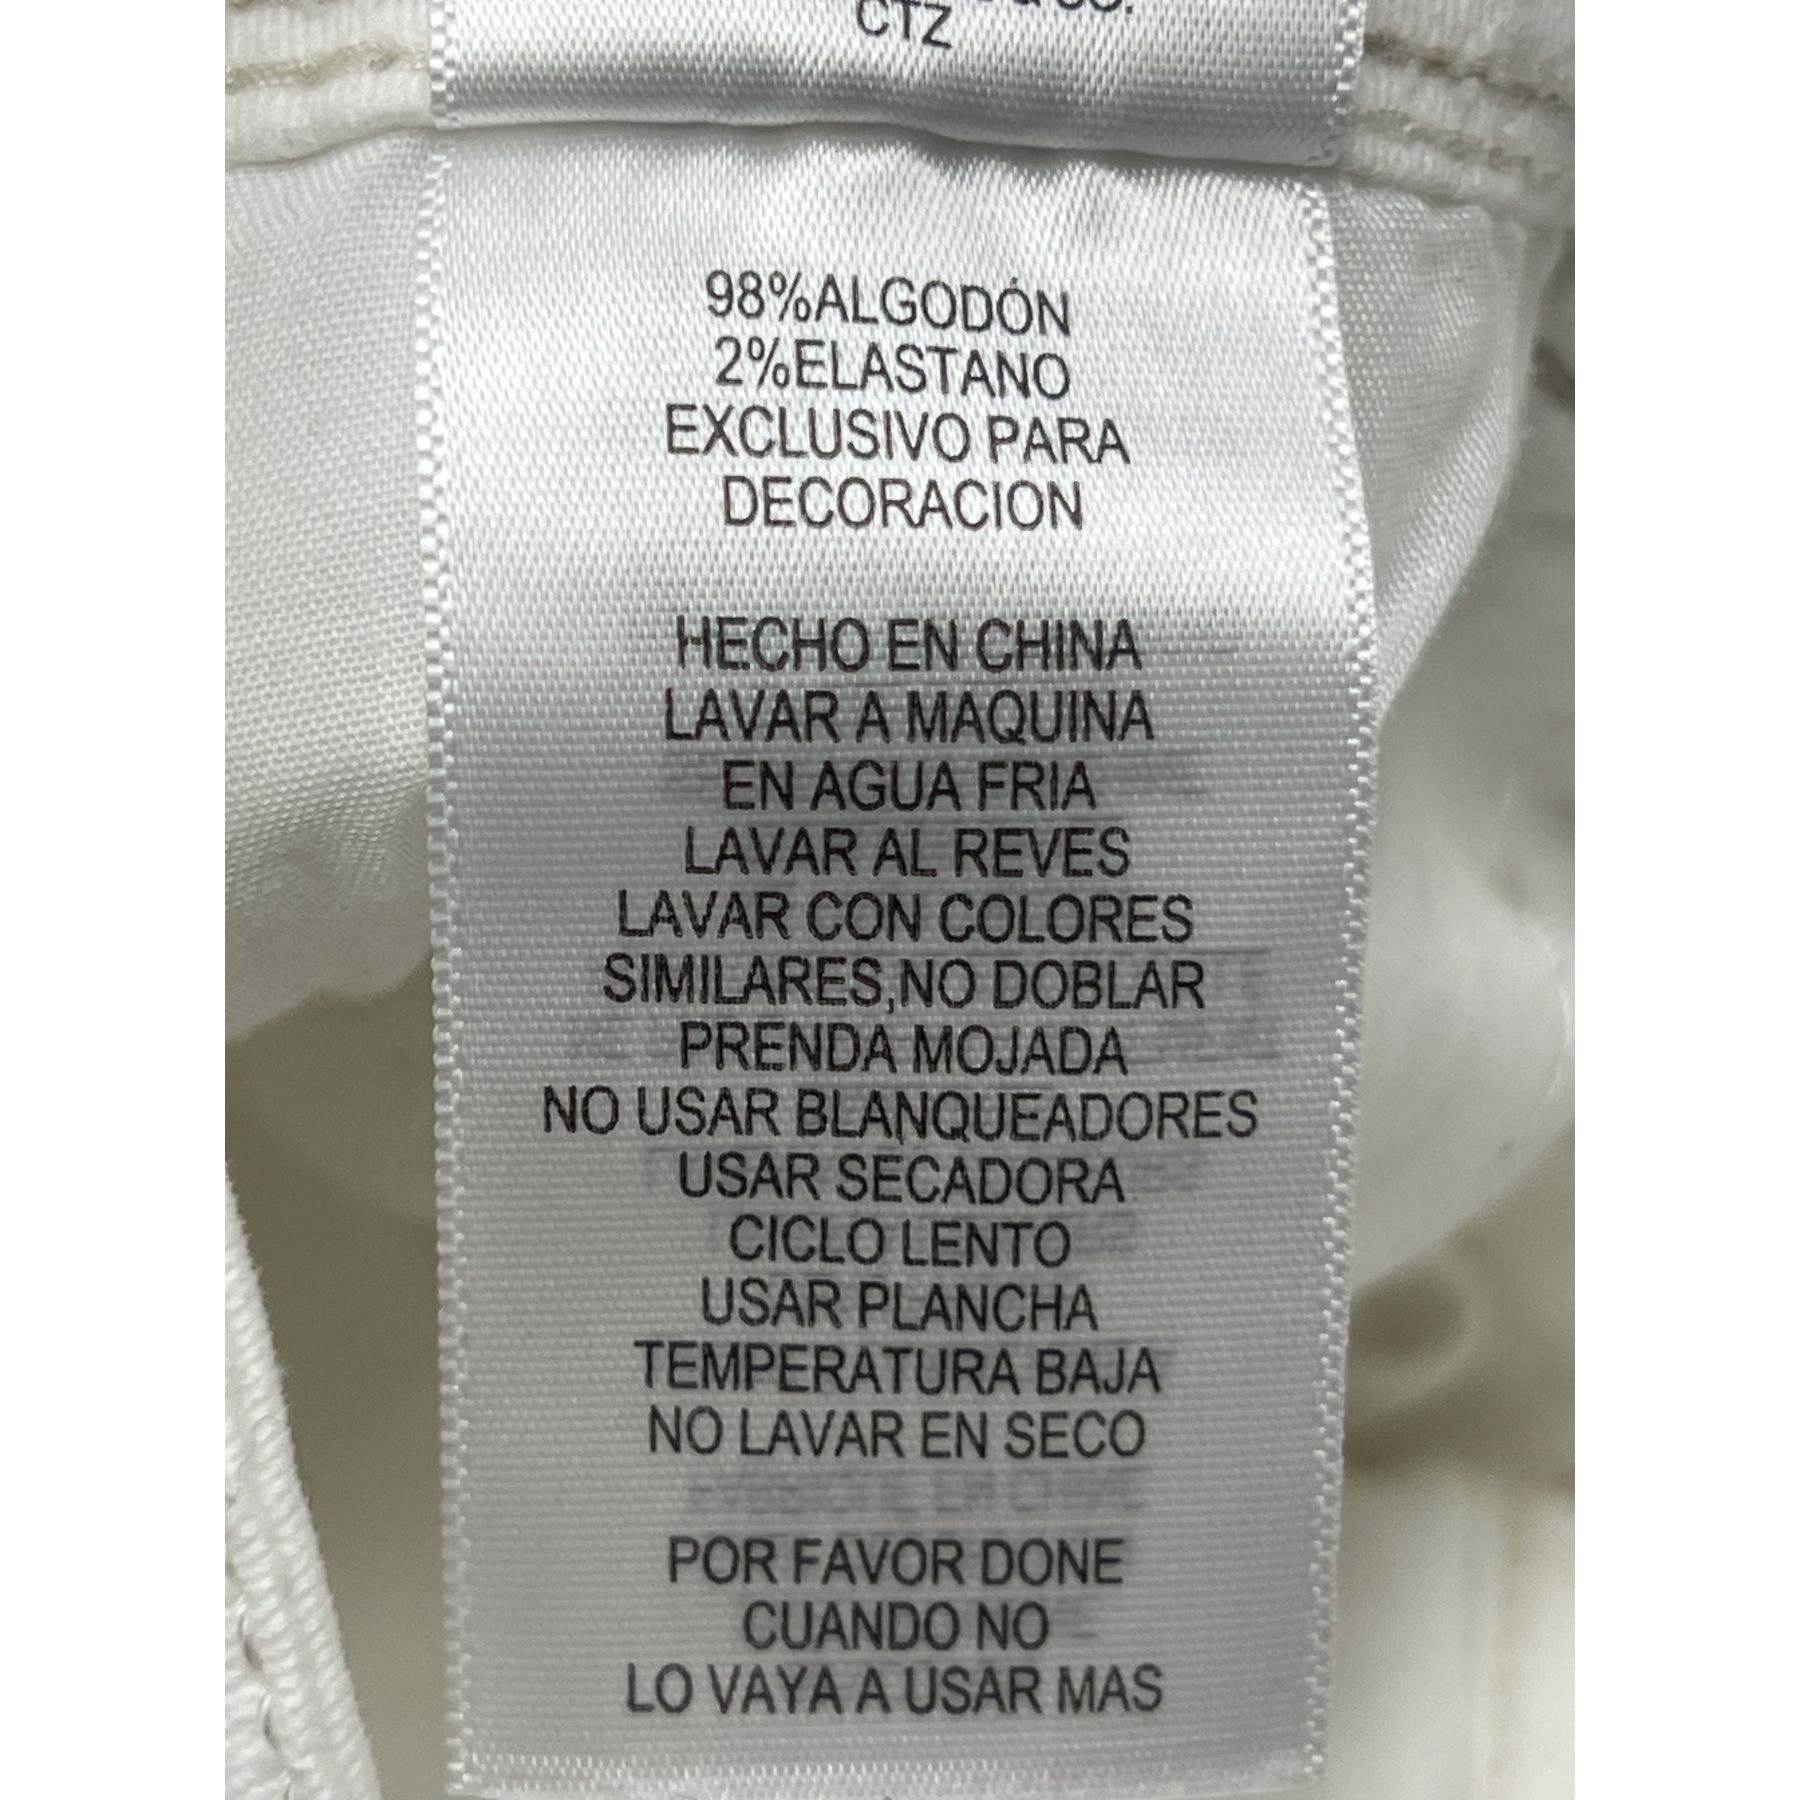 CTZ
98%ALGODÓN
2%ELASTANO
EXCLUSIVO PARA
DECORACION
HECHO EN CHINA
LAVAR A MAQUINA
EN AGUA FRIA
LAVAR AL REVES
LAVAR CON COLORES
SIMILARES,NO DOBLAR
PRENDA MOJADA
NO USAR BLANQUEADORES
USAR SECADORA
CICLO LENTO
USAR PLANCHA
TEMPERATURA BAJA
NO LAVAR EN SECO
POR FAVOR DONE
CUANDO NO
LO VAYA A USAR MAS